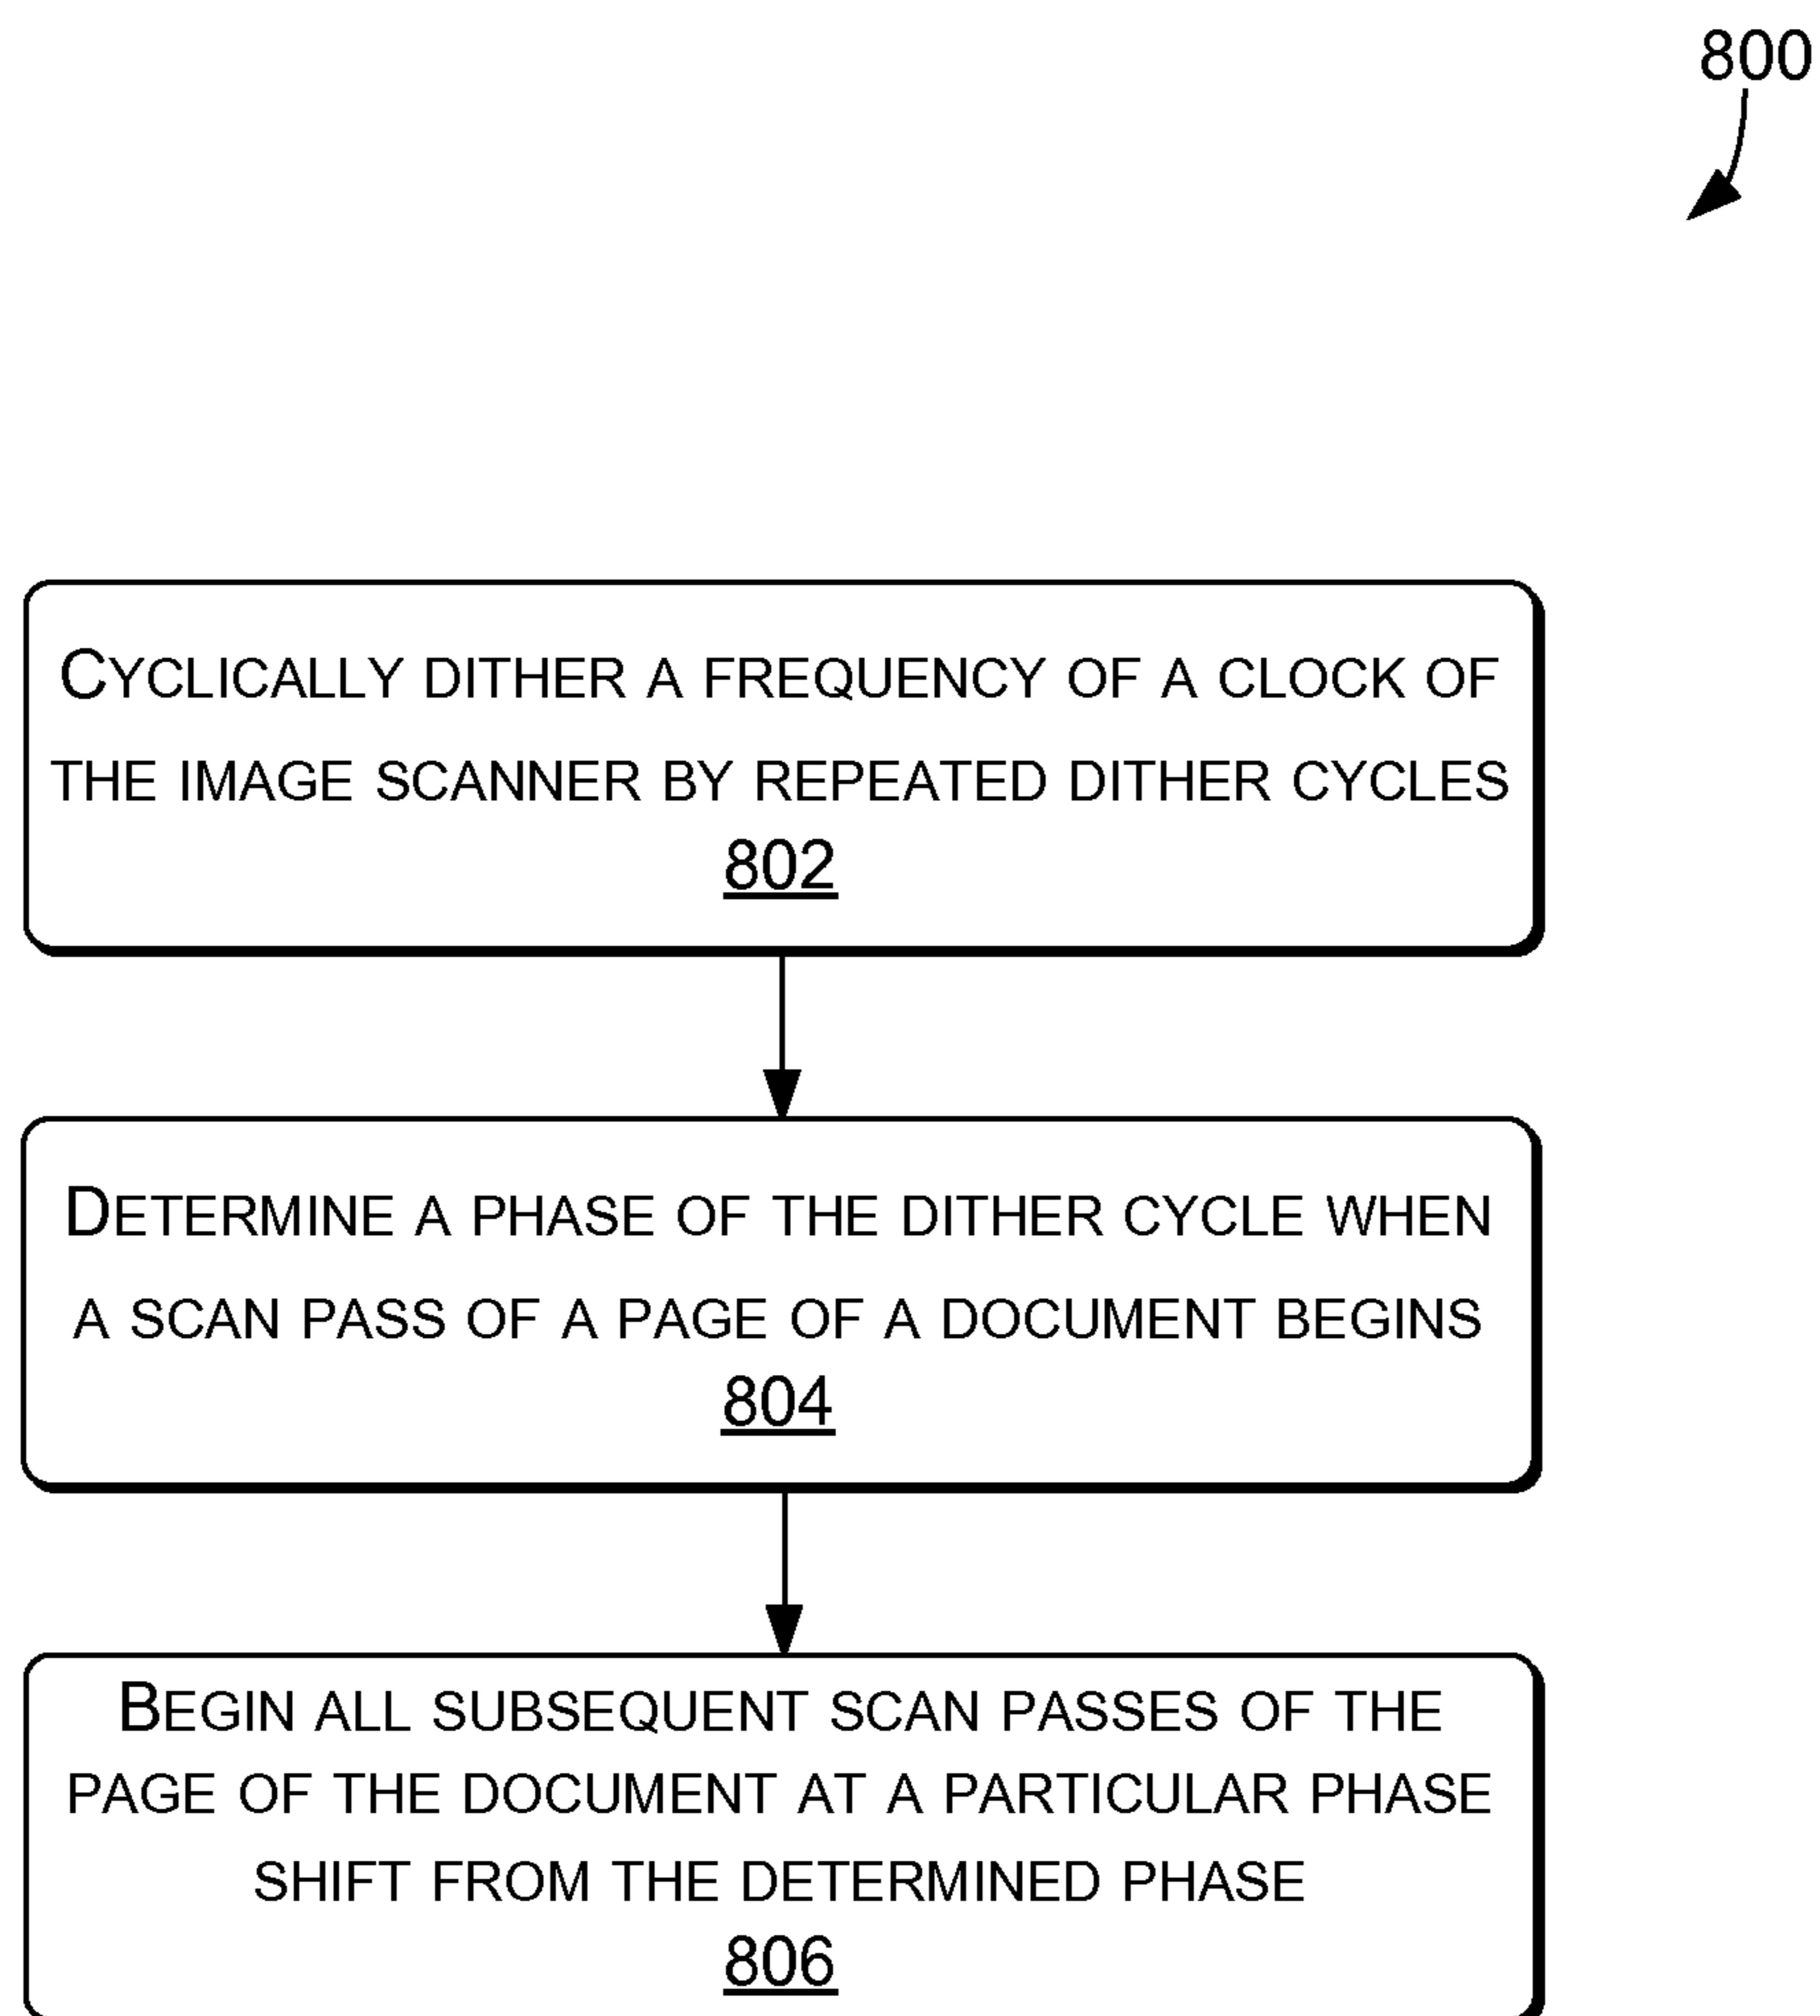 800
CYCLICALLY DITHER A FREQUENCY OF A CLOCK OF
THE IMAGE SCANNER BY REPEATED DITHER CYCLES
802
DETERMINE A PHASE OF THE DITHER CYCLE WHEN
A SCAN PASS OF A PAGE OF A DOCUMENT BEGINS
804
BEGIN ALL SUBSEQUENT SCAN PASSES OF THE
PAGE OF THE DOCUMENT AT A PARTICULAR PHASE
SHIFT FROM THE DETERMINED PHASE
806